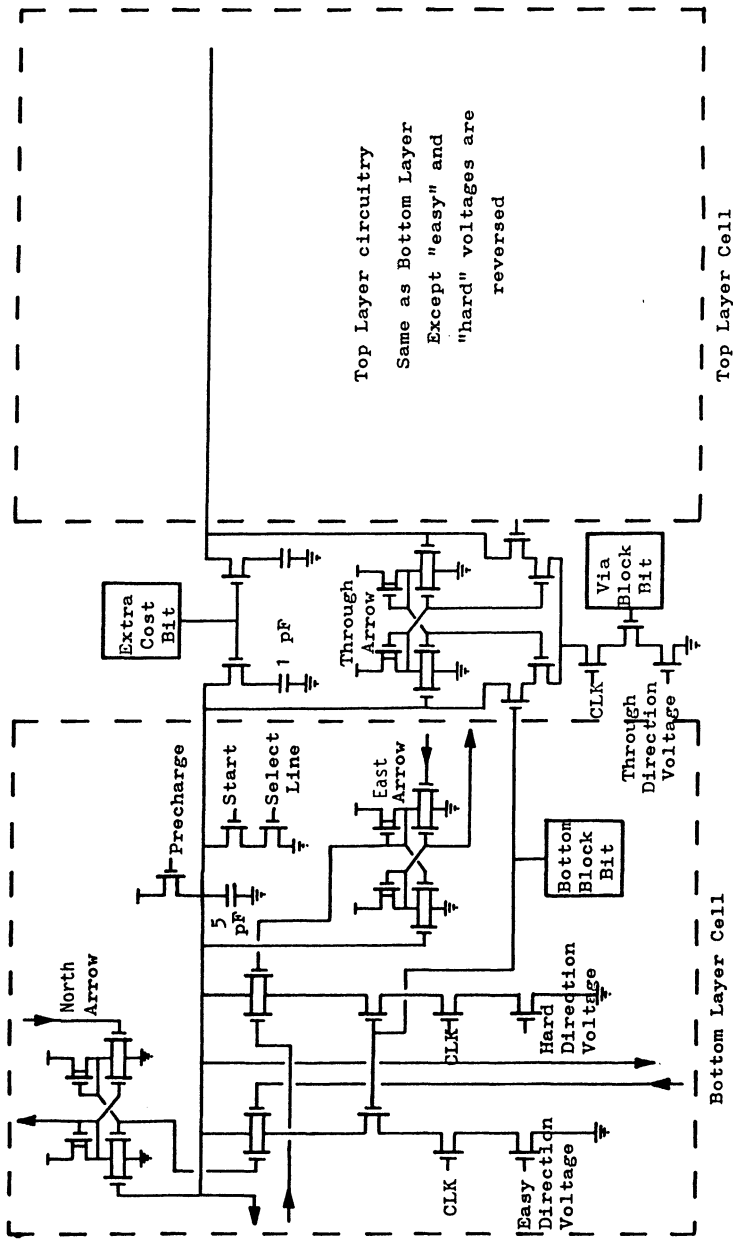 North
Arrow
Precharge
5
pF
Start
Select
Line
Extra
Cost
Bit
1 pF
East
Arrow
Through
Arrow
Top Layer circuitry
Same as Bottom Layer
Except "easy" and
"hard" voltages are
reversed
CLK
CLK
Easy
Direction
Voltage
Hard
Direction
Voltage
Bottom
Block
Bit
CLK
Via
Block
Bit
Through
Direction
Voltage
Bottom Layer Cell
Top Layer Cell